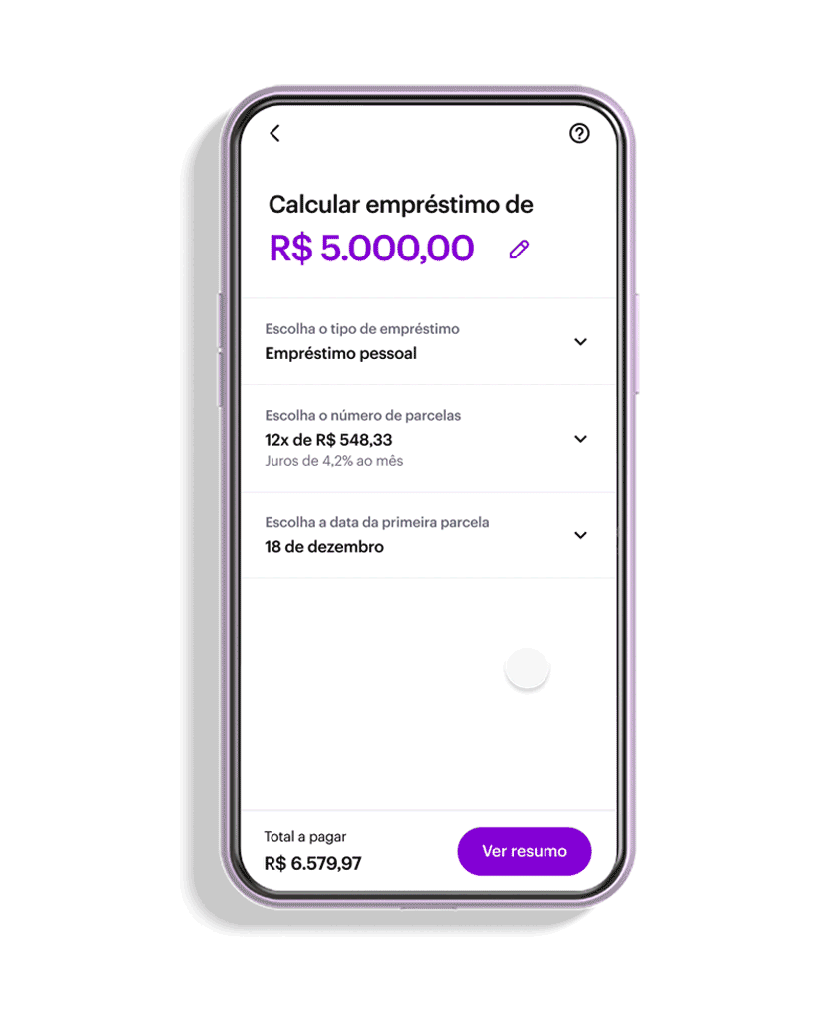 Calcular empréstimo de
R$ 5.000,00
Escolha o tipo de empréstimo
Empréstimo pessoal
Escolha o número de parcelas
12x de R$ 548,33
Juros de 4,2% ao mês
Escolha a data da primeira parcela
18 de dezembro
Total a pagar
R$ 6.579,97
Ver resumo